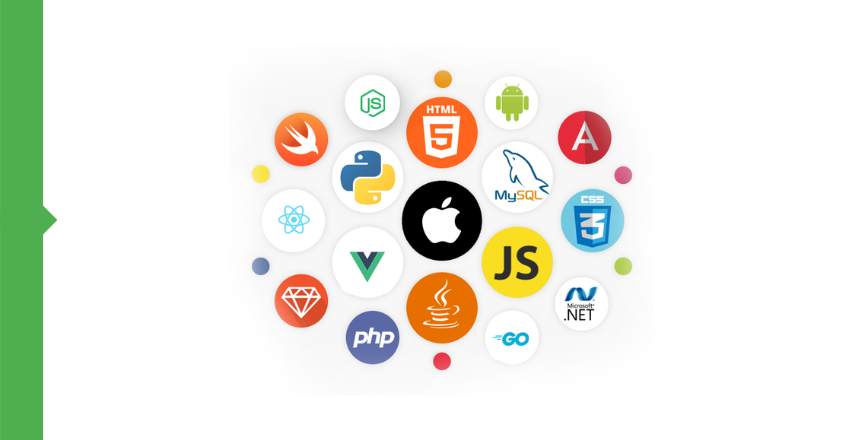 JS
HTML
5
A
MySQL
CSS
3
JS
Microsoft®
.NET
php
GO